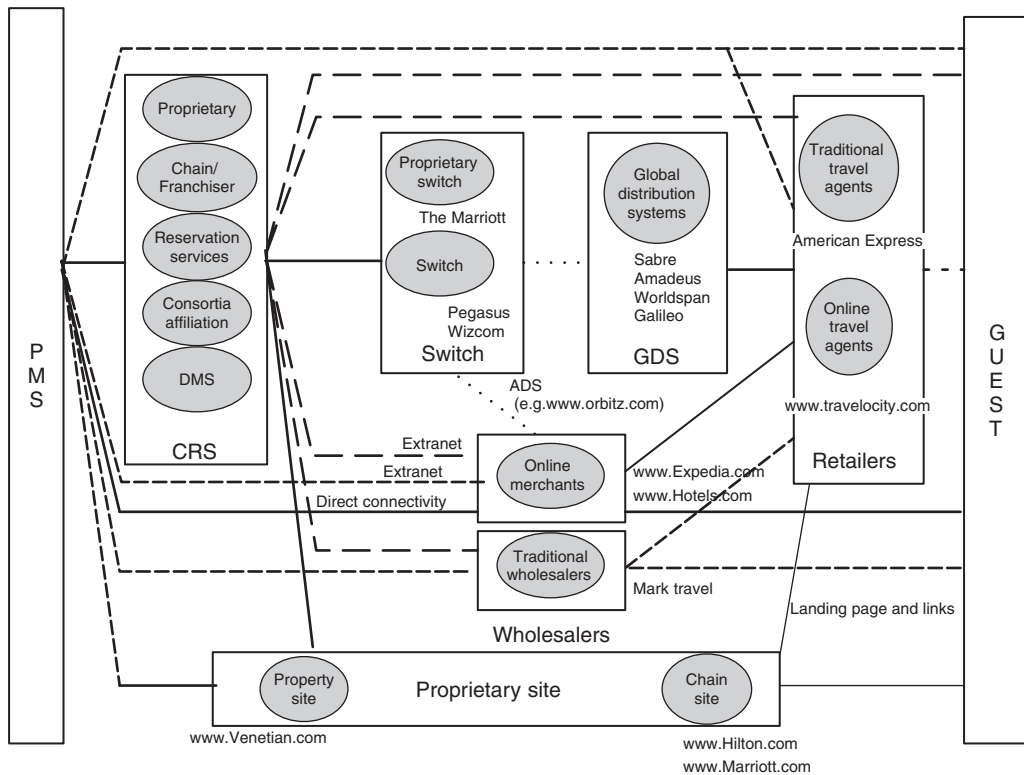 P
M
S
Proprietary
Chain/
Franchiser
Reservation
services
Consortia
affiliation
DMS
CRS
Proprietary
switch
The Marriott
Switch
Pegasus
Wizcom
Switch
Global
distribution
systems
Sabre
Amadeus
Worldspan
Galileo
GDS
Traditional
travel
agents
American Express
Online
travel
agents
www.travelocity.com
Retailers
G
U
E
S
T
ADS
(e.g.www.orbitz.com)
Extranet
Extranet
Direct connectivity
Online
merchants
www.Expedia.com
www.Hotels.com
Traditional
wholesalers
Mark travel
Wholesalers
Landing page and links
Property
site
Proprietary site
Chain
site
www.Venetian.com
www.Hilton.com
www.Marriott.com